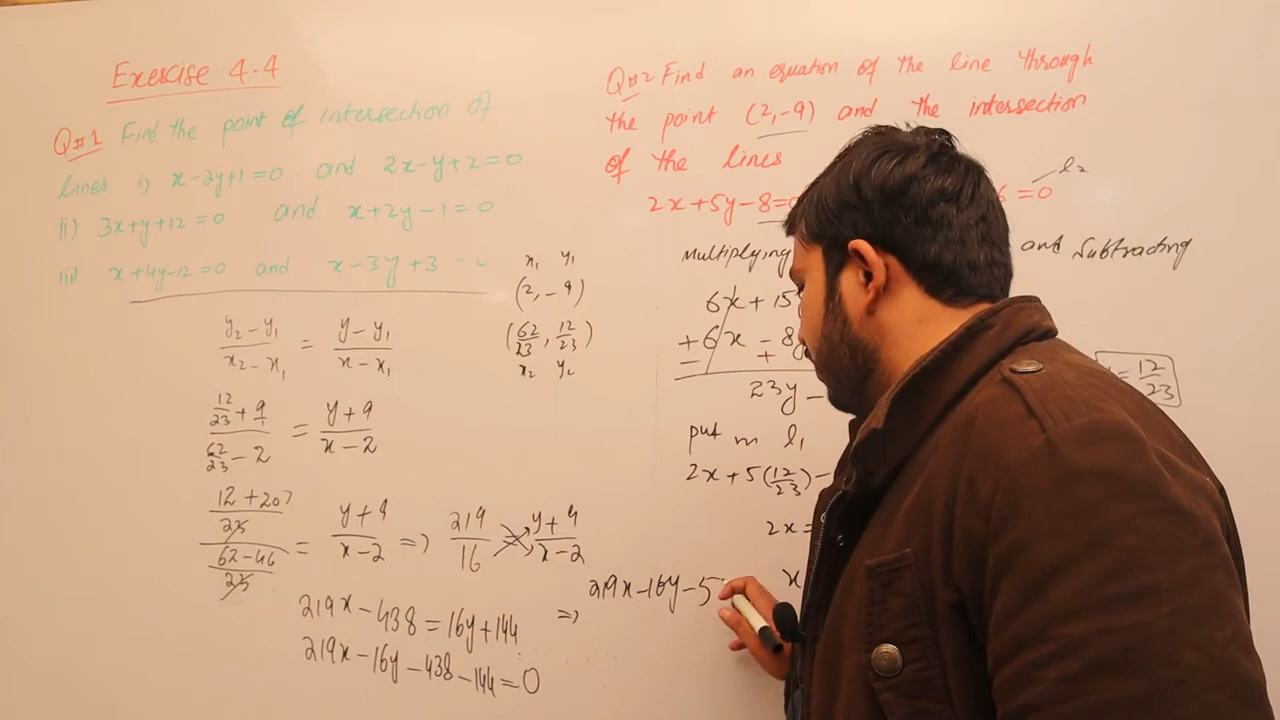 Exercise 4.4
Q#1 Find the point of intersection of
lines i) x-2y+1=0 and 2x-y+2=0
ii) 3x+y+12=0 and x+2y-1=0
iii) x+4y-12=0 and x-3y+3
y₂-y₁/x₂-x₁ = y-y₁/x-x₁
x₁ y₁
(2,-9)
(62/23, 12/23)
x₂ y₂
12/23 + 9/1 / 62/23 - 2 = y+9/x-2
12+207/23 / 62-46/23 = y+9/x-2 => 219/16 = y+9/x-2
219x-438=16y+144
219x-16y-438-144=0
=> 219x-16y-5
Q#2 Find an equation of the line through
the point (2,-9) and the intersection
of the lines
2x+5y-8=0 6=0 l₂
Multiplying and Subtracting
6x+15
+6x-8y
- +
23y- = 12/23
put in l₁
2x+5(12/23)-
2x=
x